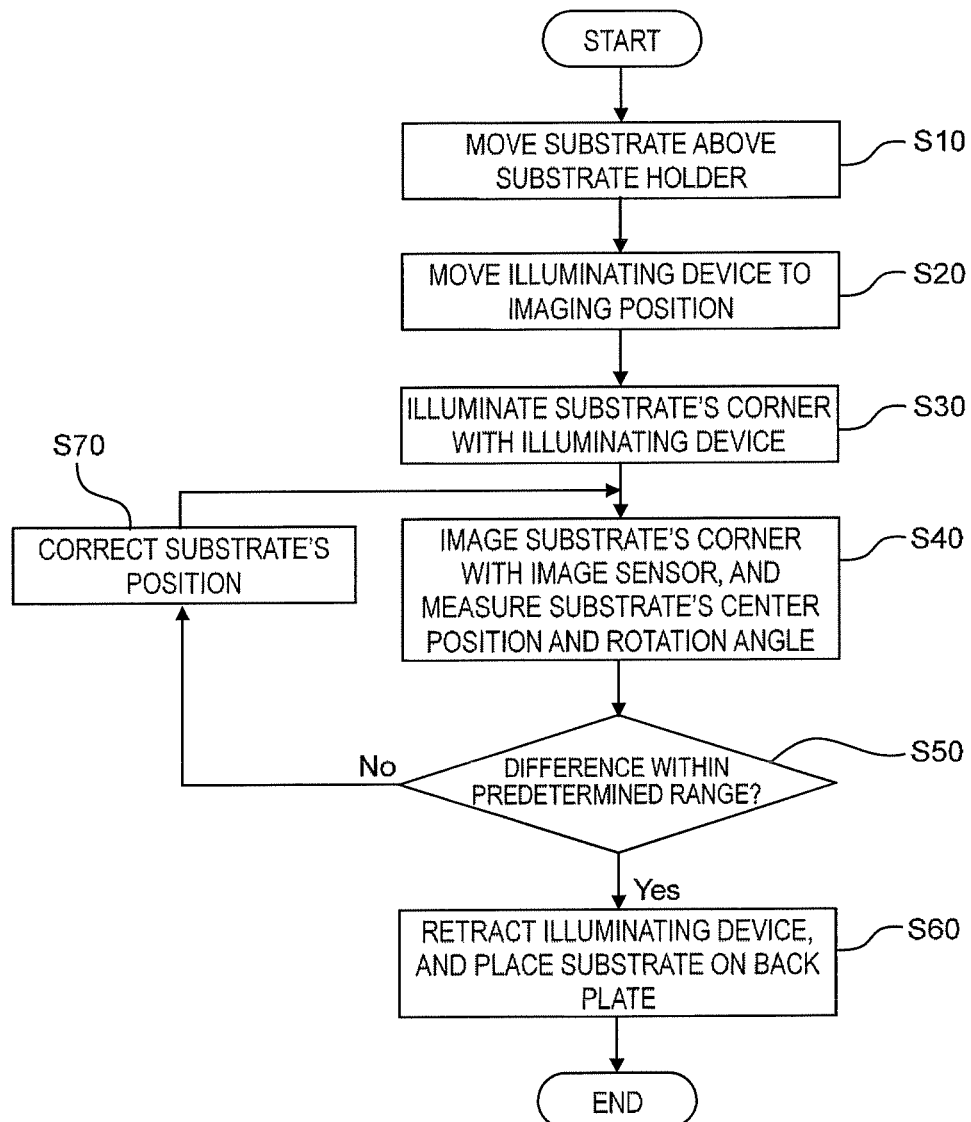 START
MOVE SUBSTRATE ABOVE
SUBSTRATE HOLDER
S10
MOVE ILLUMINATING DEVICE TO
IMAGING POSITION
S20
ILLUMINATE SUBSTRATE'S CORNER
WITH ILLUMINATING DEVICE
S30
S70
CORRECT SUBSTRATE'S
POSITION
IMAGE SUBSTRATE'S CORNER
WITH IMAGE SENSOR, AND
MEASURE SUBSTRATE'S CENTER
POSITION AND ROTATION ANGLE
S40
DIFFERENCE WITHIN
PREDETERMINED RANGE?
S50
No
Yes
RETRACT ILLUMINATING DEVICE,
AND PLACE SUBSTRATE ON BACK
PLATE
S60
END